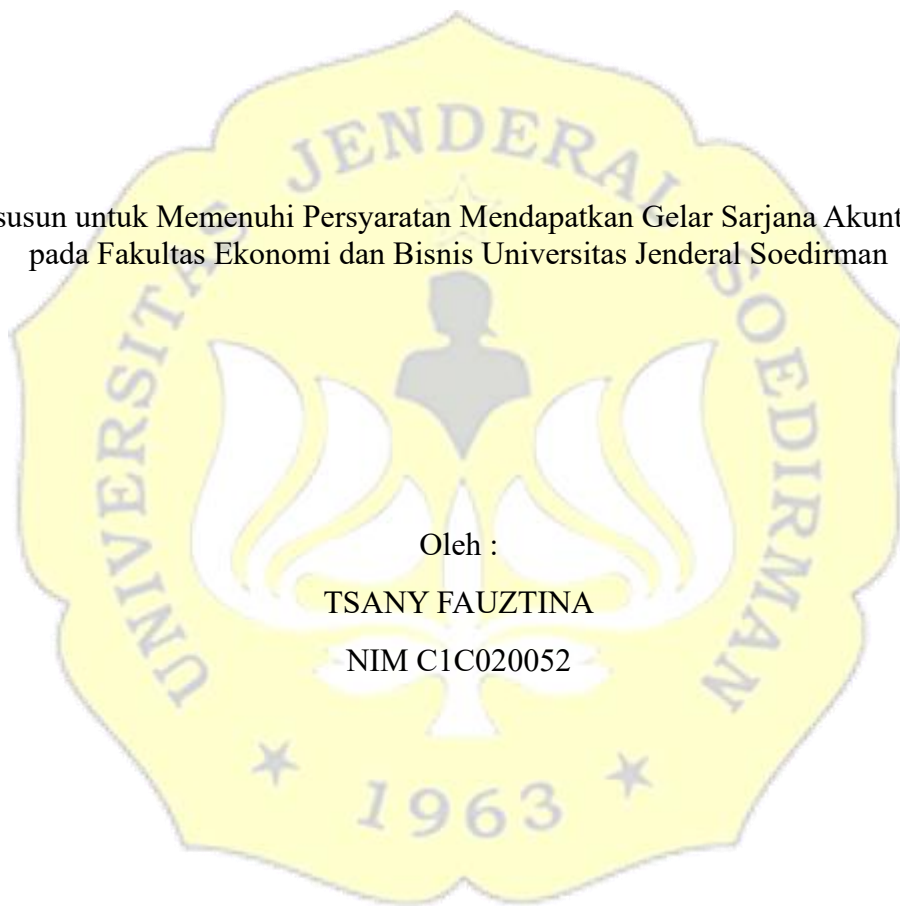 susun untuk Memenuhi Persyaratan Mendapatkan Gelar Sarjana Akunt
pada Fakultas Ekonomi dan Bisnis Universitas Jenderal Soedirman
Oleh :
TSANY FAUZTINA
NIM C1C020052
UNIVERSITAS JENDERAL SOEDIRMAN
1963